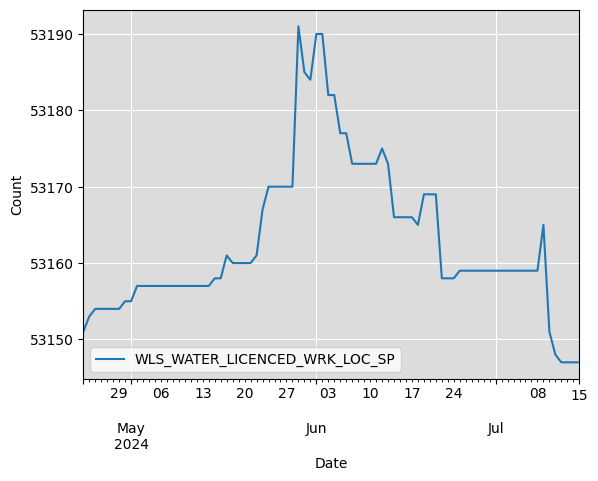 53190
53180
53170
53160
53150
Count
WLS_WATER_LICENCED_WRK_LOC_SP
29 06 13 20 27 03 10 17 24 08 15
May Jun Jul
2024
Date